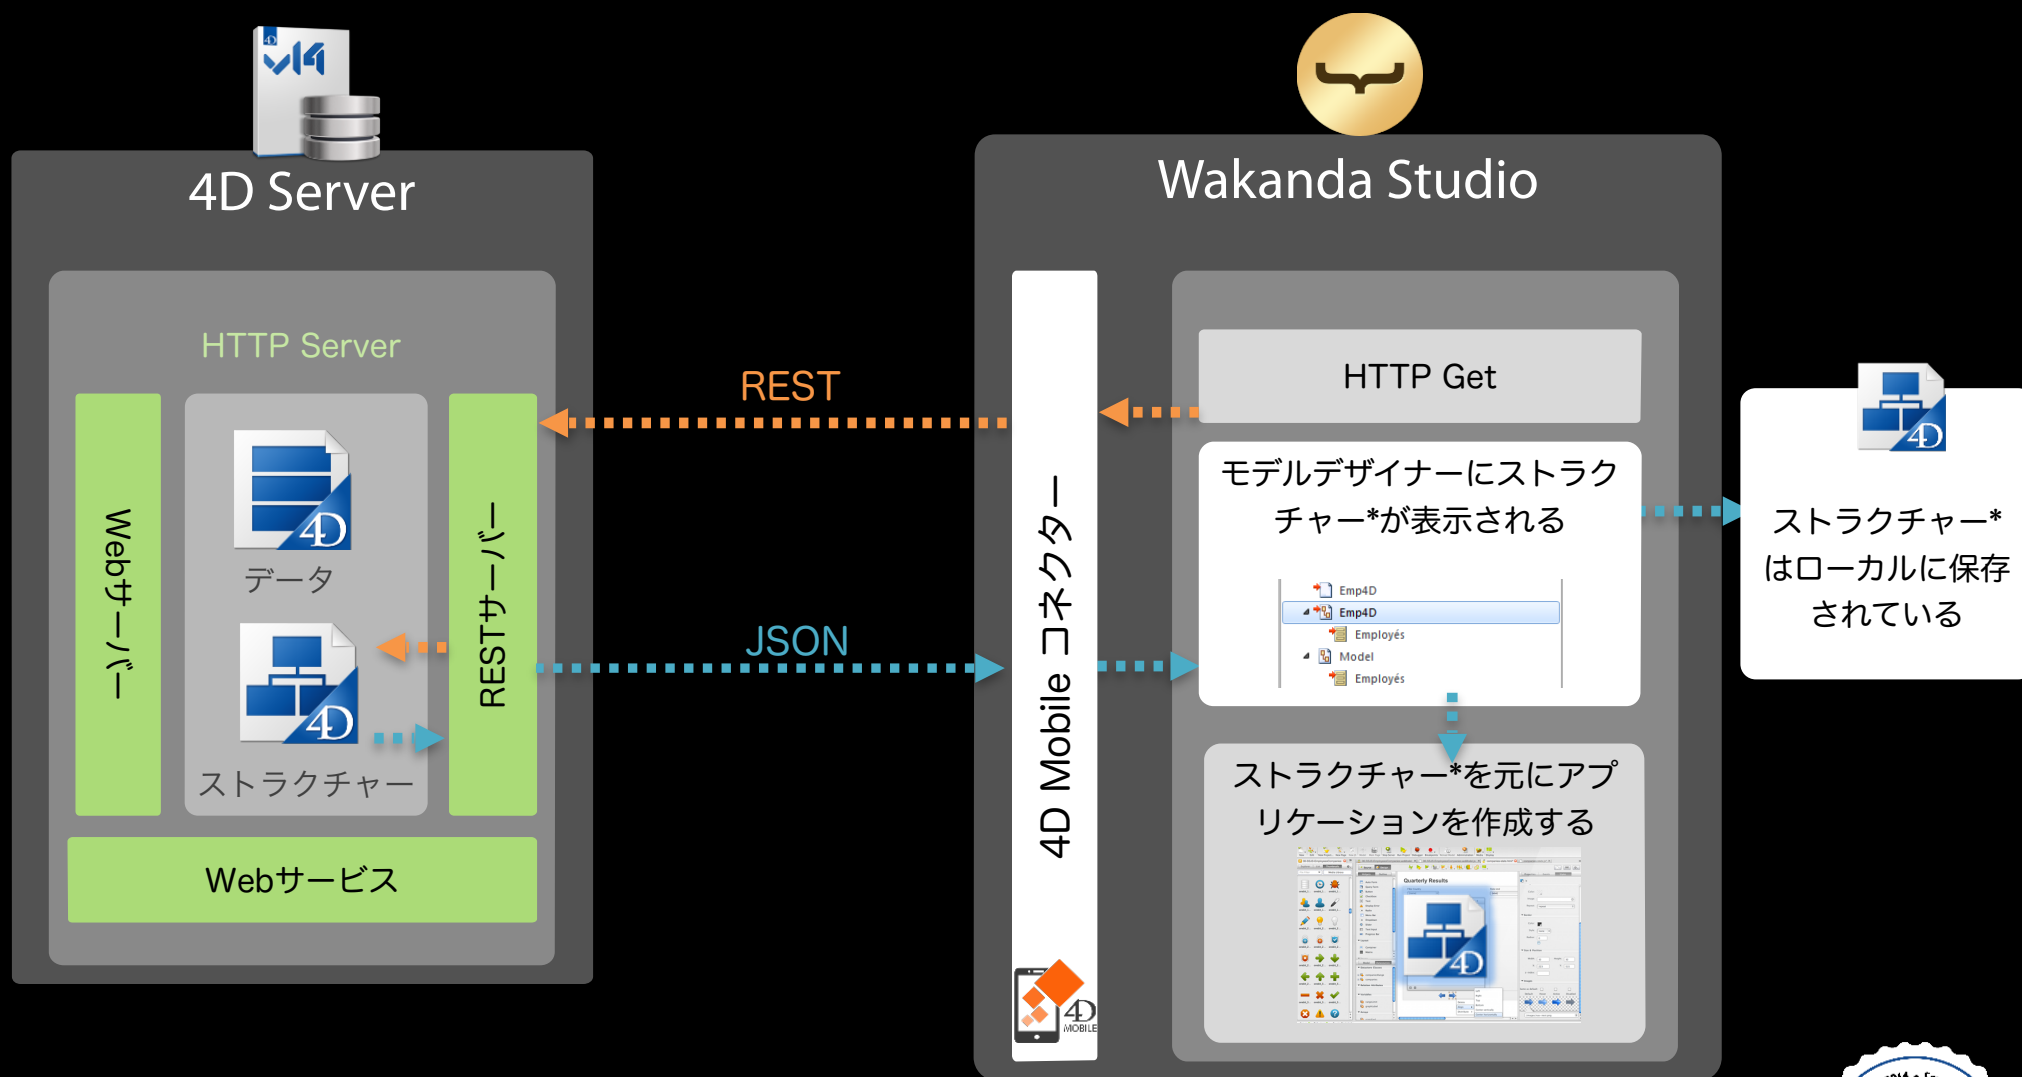 v14
4D Server
HTTP Server
Webサーバー
4D
データ
4D
ストラクチャー
RESTサーバー
Webサービス
REST
JSON
Wakanda Studio
4D Mobile コネクター
4D
MOBILE
HTTP Get
モデルデザイナーにストラク
チャー*が表示される
Emp4D
Emp4D
Employés
Model
Employés
ストラクチャー*を元にアプ
リケーションを作成する
Quarterly Results
4D
4D
ストラクチャー*
はローカルに保存
されている